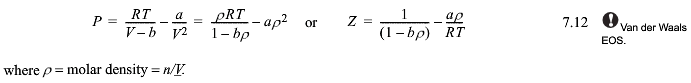 P = RT/(V − b) − a/V² = ρRT/(1 − bρ) − aρ² or Z = 1/(1 − bρ) − aρ/RT 7.12 Van der Waals
EOS.
where ρ = molar density = n/V.